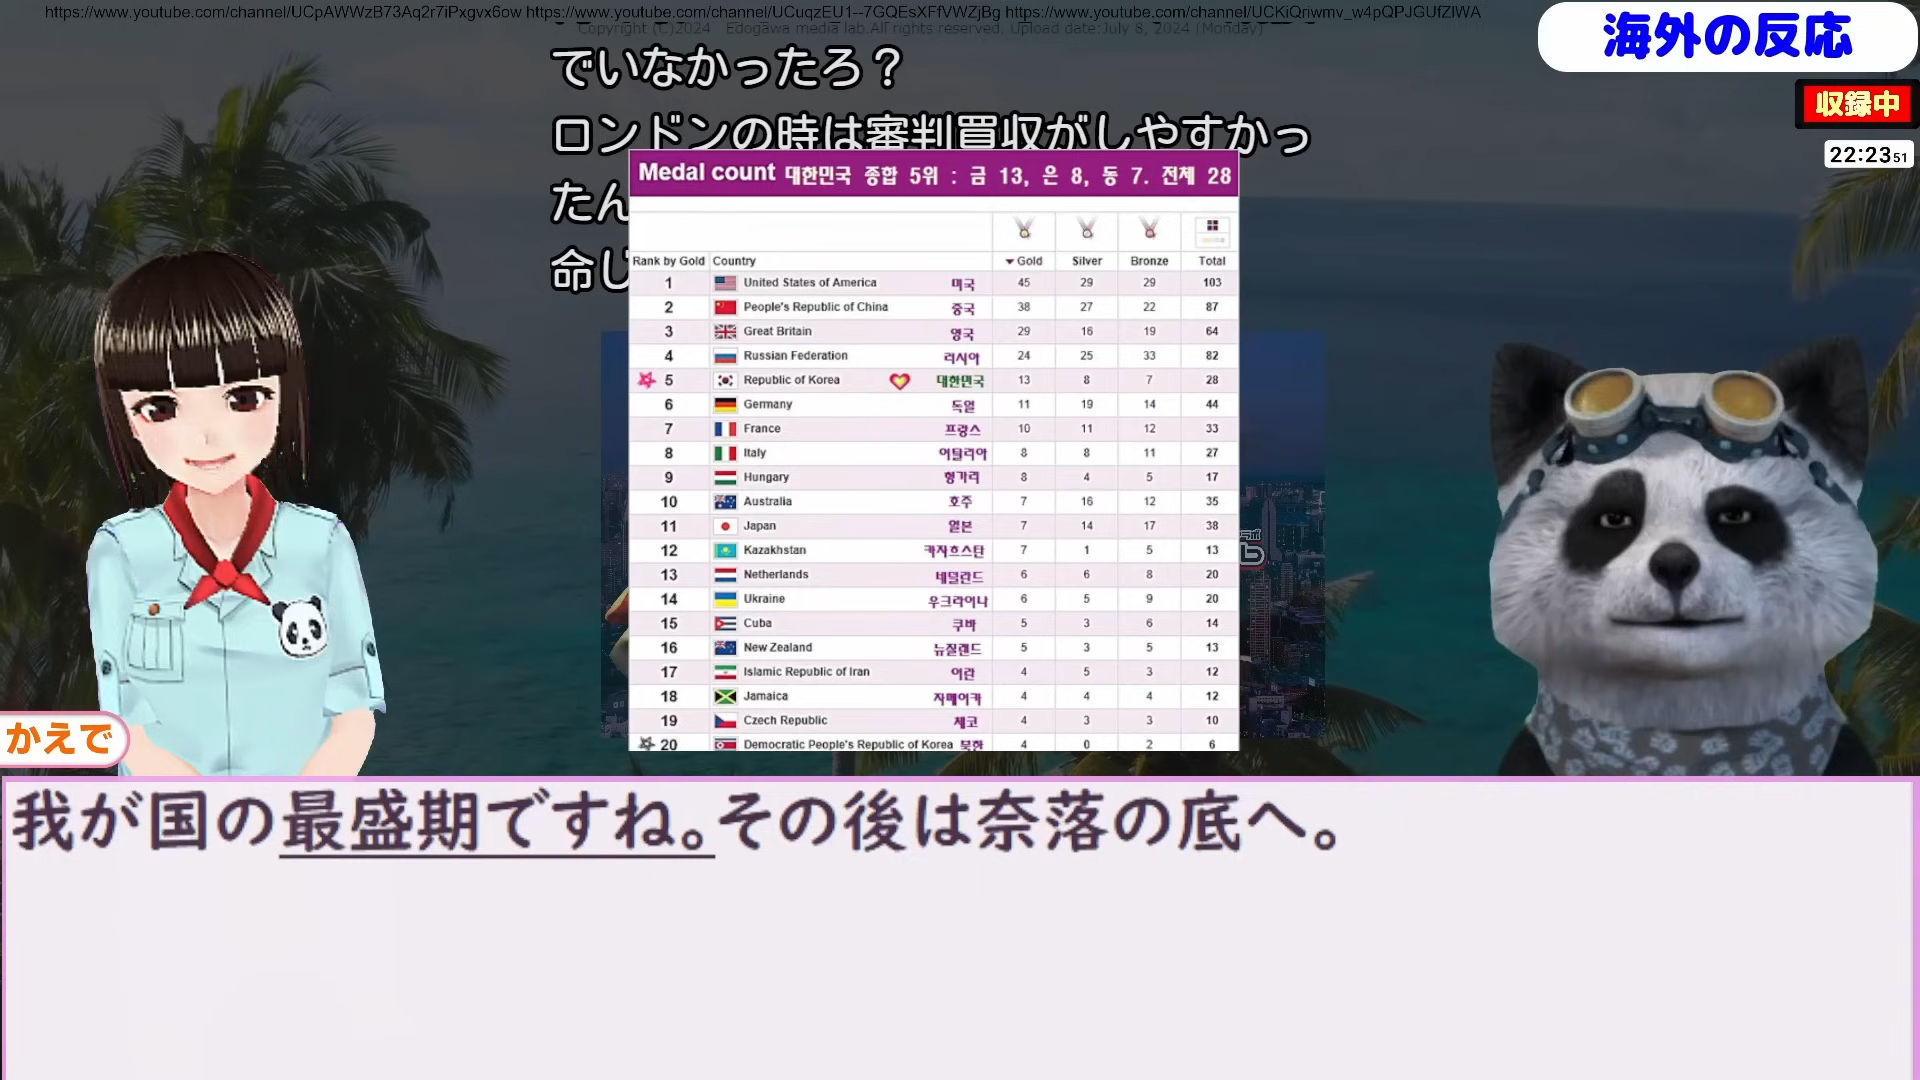 https://www.youtube.com/channel/UCpAWWzB73Aq2r7iPxgvx6ow https://www.youtube.com/channel/UCuqzEU1--7GQEsXFfVWZjBg https://www.youtube.com/channel/UCKiQriwmv_w4pQPJGUfZIWA
Copyright (C)2024 Edogawa media lab.All rights reserved. Upload date:July 8, 2024 (Monday)
海外の反応
収録中
22:23 51
でいなかったろ？
ロンドンの時は審判買収がしやすかっ
たん
命じ
Medal count 대한민국 종합 5위 : 금 13, 은 8, 동 7. 전체 28
Rank by Gold Country Gold Silver Bronze Total
1 United States of America 미국 45 29 29 103
2 People's Republic of China 중국 38 27 22 87
3 Great Britain 영국 29 16 19 64
4 Russian Federation 러시아 24 25 33 82
5 Republic of Korea 대한민국 13 8 7 28
6 Germany 독일 11 19 14 44
7 France 프랑스 10 11 12 33
8 Italy 이탈리아 8 8 11 27
9 Hungary 헝가리 8 4 5 17
10 Australia 호주 7 16 12 35
11 Japan 일본 7 14 17 38
12 Kazakhstan 카자흐스탄 7 1 5 13
13 Netherlands 네덜란드 6 6 8 20
14 Ukraine 우크라이나 6 5 9 20
15 Cuba 쿠바 5 3 6 14
16 New Zealand 뉴질랜드 5 3 5 13
17 Islamic Republic of Iran 이란 4 5 3 12
18 Jamaica 자메이카 4 4 4 12
19 Czech Republic 체코 4 3 3 10
20 Democratic People's Republic of Korea 북한 4 0 2 6
かえで
我が国の最盛期ですね。その後は奈落の底へ。